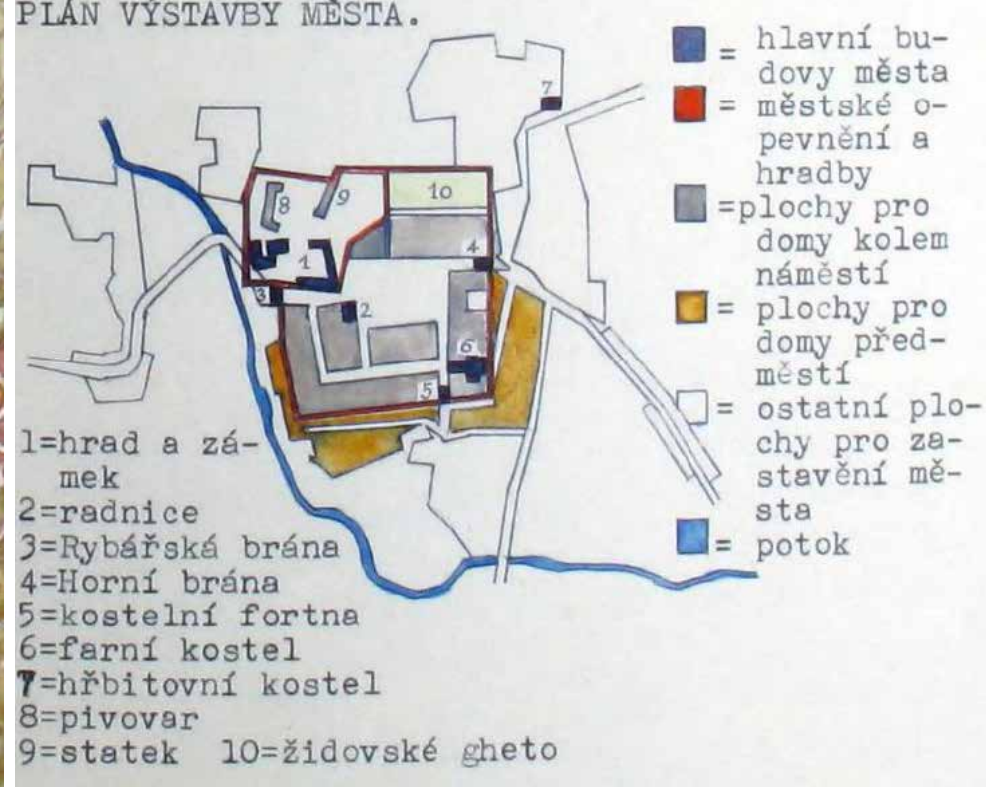 PLÁN VÝSTAVBY MĚSTA.
= hlavní bu-
dovy města
= městské o-
pevnění a
hradby
=plochy pro
domy kolem
náměstí
= plochy pro
domy před-
městí
= ostatní plo-
chy pro za-
stavění mě-
sta
= potok
7
8
9
10
1
4
3
2
6
5
1=hrad a zá-
mek
2=radnice
3=Rybářská brána
4=Horní brána
5=kostelní fortna
6=farní kostel
7=hřbitovní kostel
8=pivovar
9=statek 10=židovské gheto